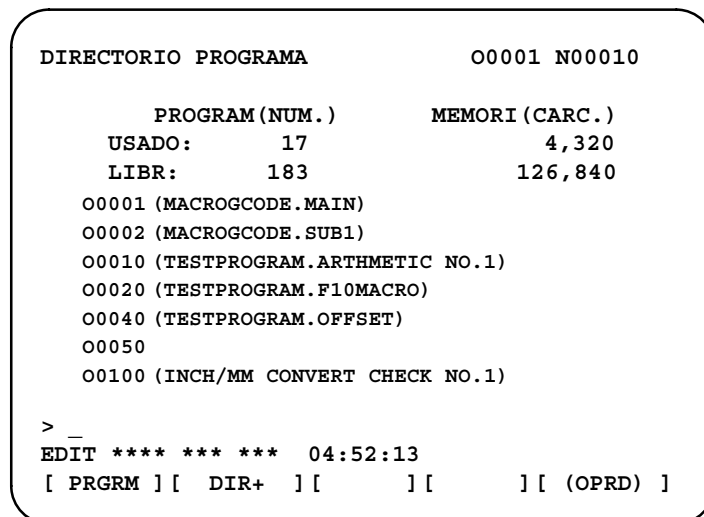 DIRECTORIO PROGRAMA O0001 N00010
PROGRAM(NUM.) MEMORI(CARC.)
USADO: 17 4,320
LIBR: 183 126,840
O0001 (MACROGCODE.MAIN)
O0002 (MACROGCODE.SUB1)
O0010 (TESTPROGRAM.ARTHMETIC NO.1)
O0020 (TESTPROGRAM.F10MACRO)
O0040 (TESTPROGRAM.OFFSET)
O0050
O0100 (INCH/MM CONVERT CHECK NO.1)
> _
EDIT **** *** *** 04:52:13
[ PRGRM ][ DIR+ ][ ][ ][ (OPRD) ]